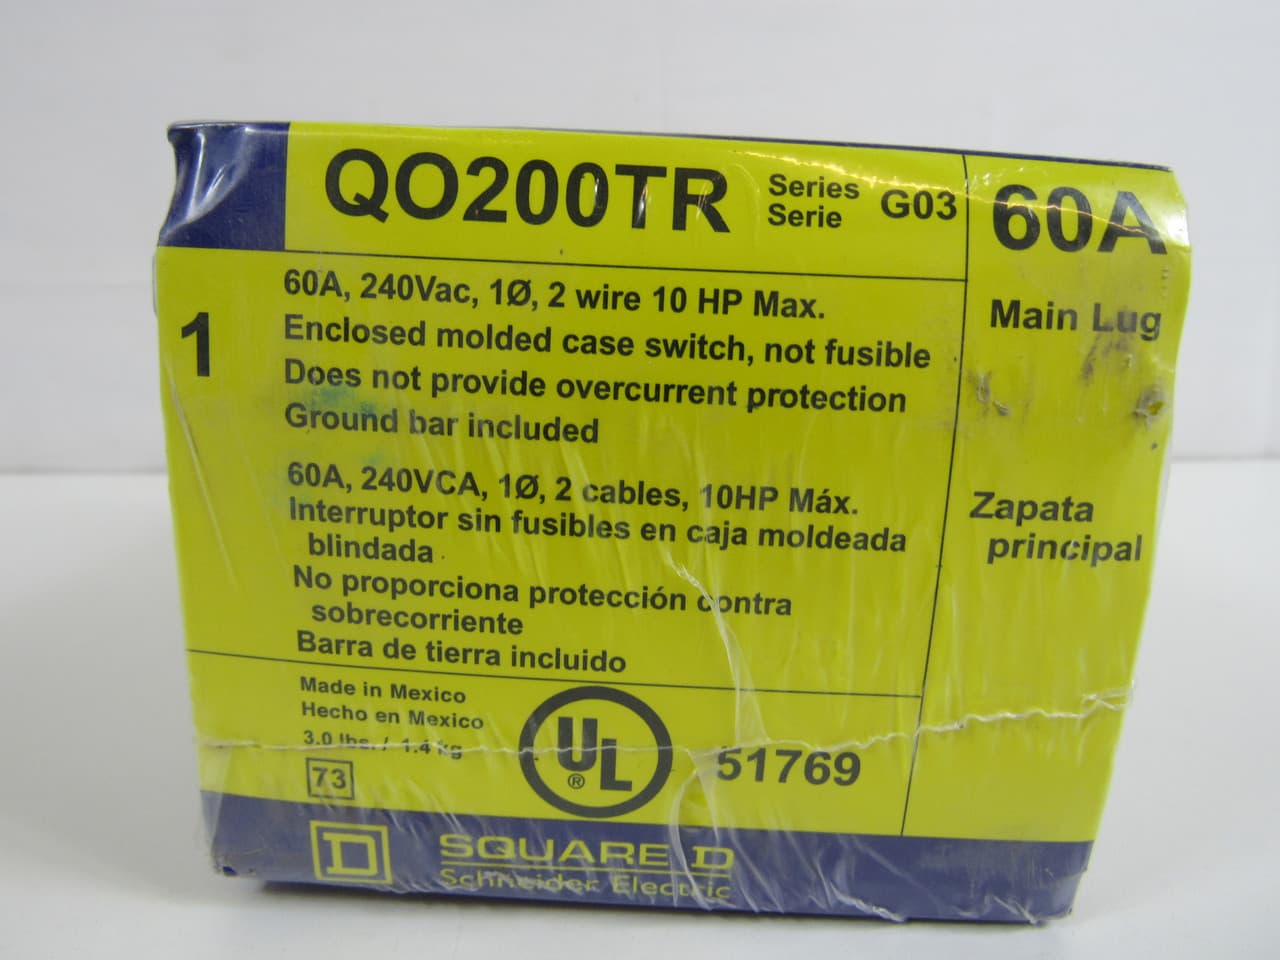 QO200TR
Series
Serie
G03
60A
1
60A, 240Vac, 1Ø, 2 wire 10 HP Max.
Enclosed molded case switch, not fusible
Does not provide overcurrent protection
Ground bar included
Main Lug
60A, 240VCA, 1Ø, 2 cables, 10HP Máx.
Interruptor sin fusibles en caja moldeada
blindada
No proporciona protección contra
sobrecorriente
Barra de tierra incluido
Zapata
principal
Made in Mexico
Hecho en Mexico
3.0 lbs. / 1.4 kg
73
UL
®
51769
D
SQUARE D
Schneider Electric